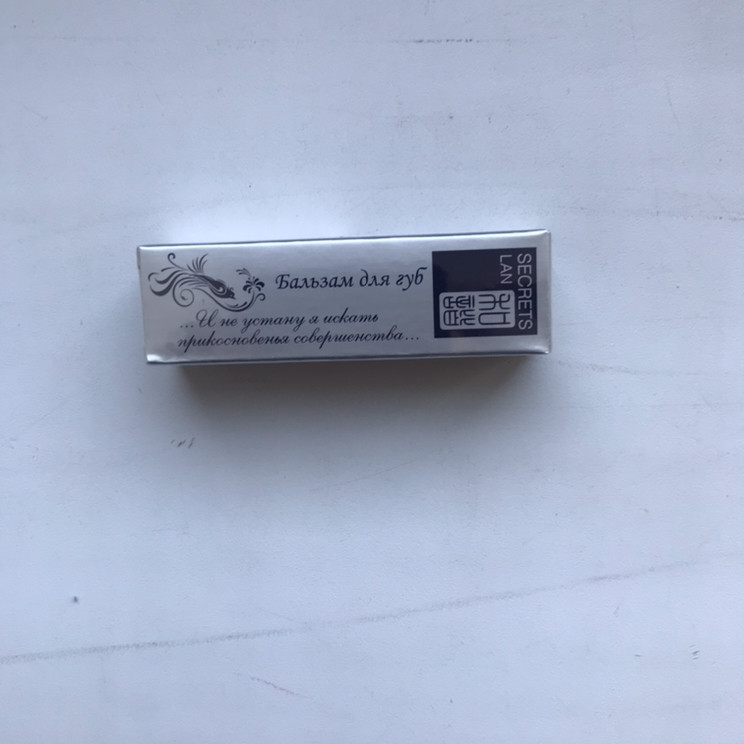 Бальзам для губ
...И не устану я искать
прикосновенья совершенства...
SECRETS
LAN